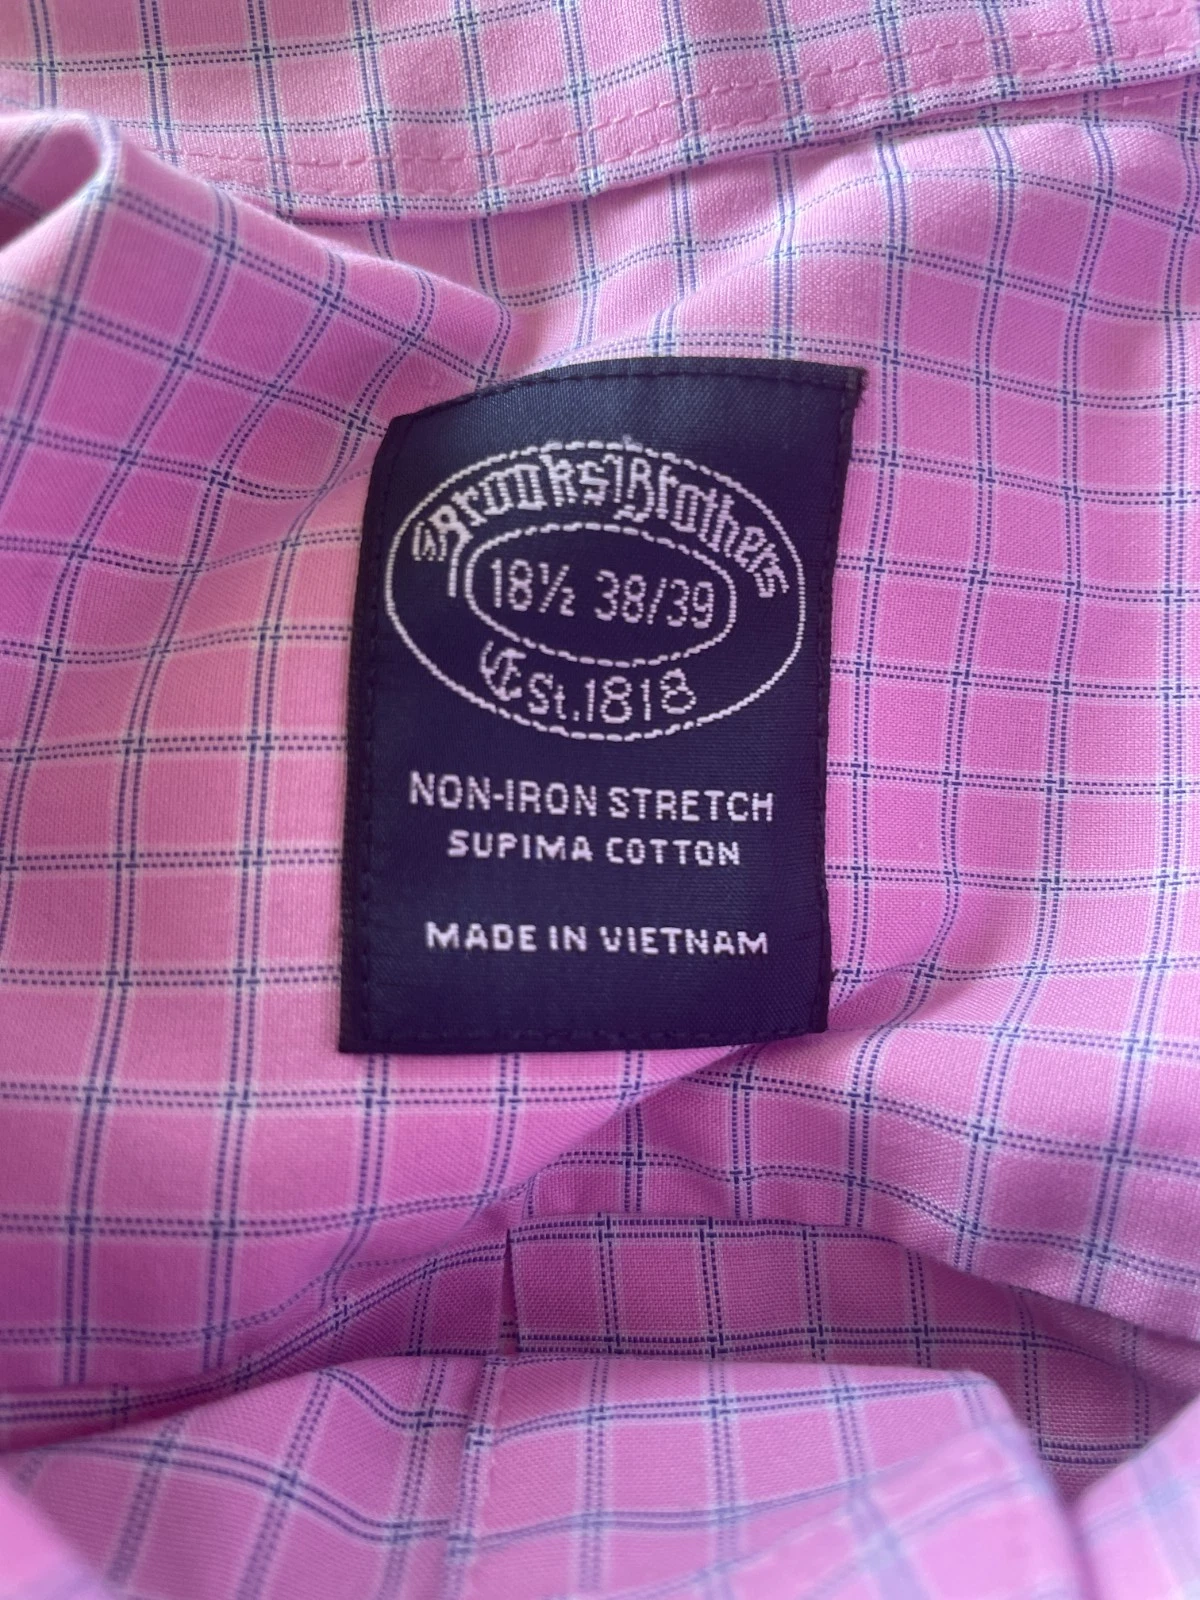 Brooks Brothers
18½ 38/39
Est. 1818
NON-IRON STRETCH
SUPIMA COTTON
MADE IN VIETNAM